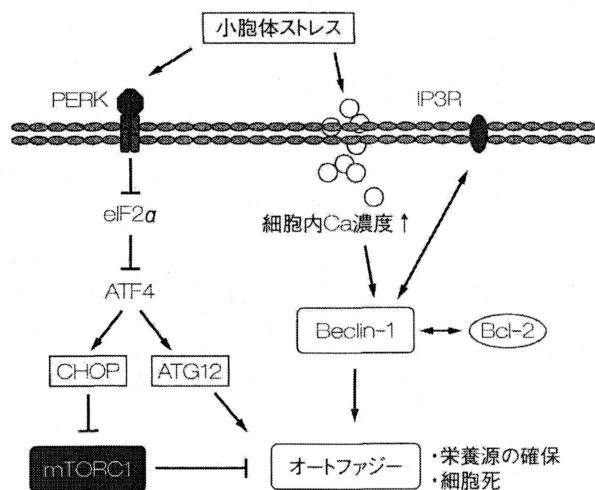 小胞体ストレス
PERK
IP3R
eIF2α
細胞内Ca濃度↑
ATF4
Beclin-1
Bcl-2
CHOP
ATG12
mTORC1
オートファジー
・栄養源の確保
・細胞死